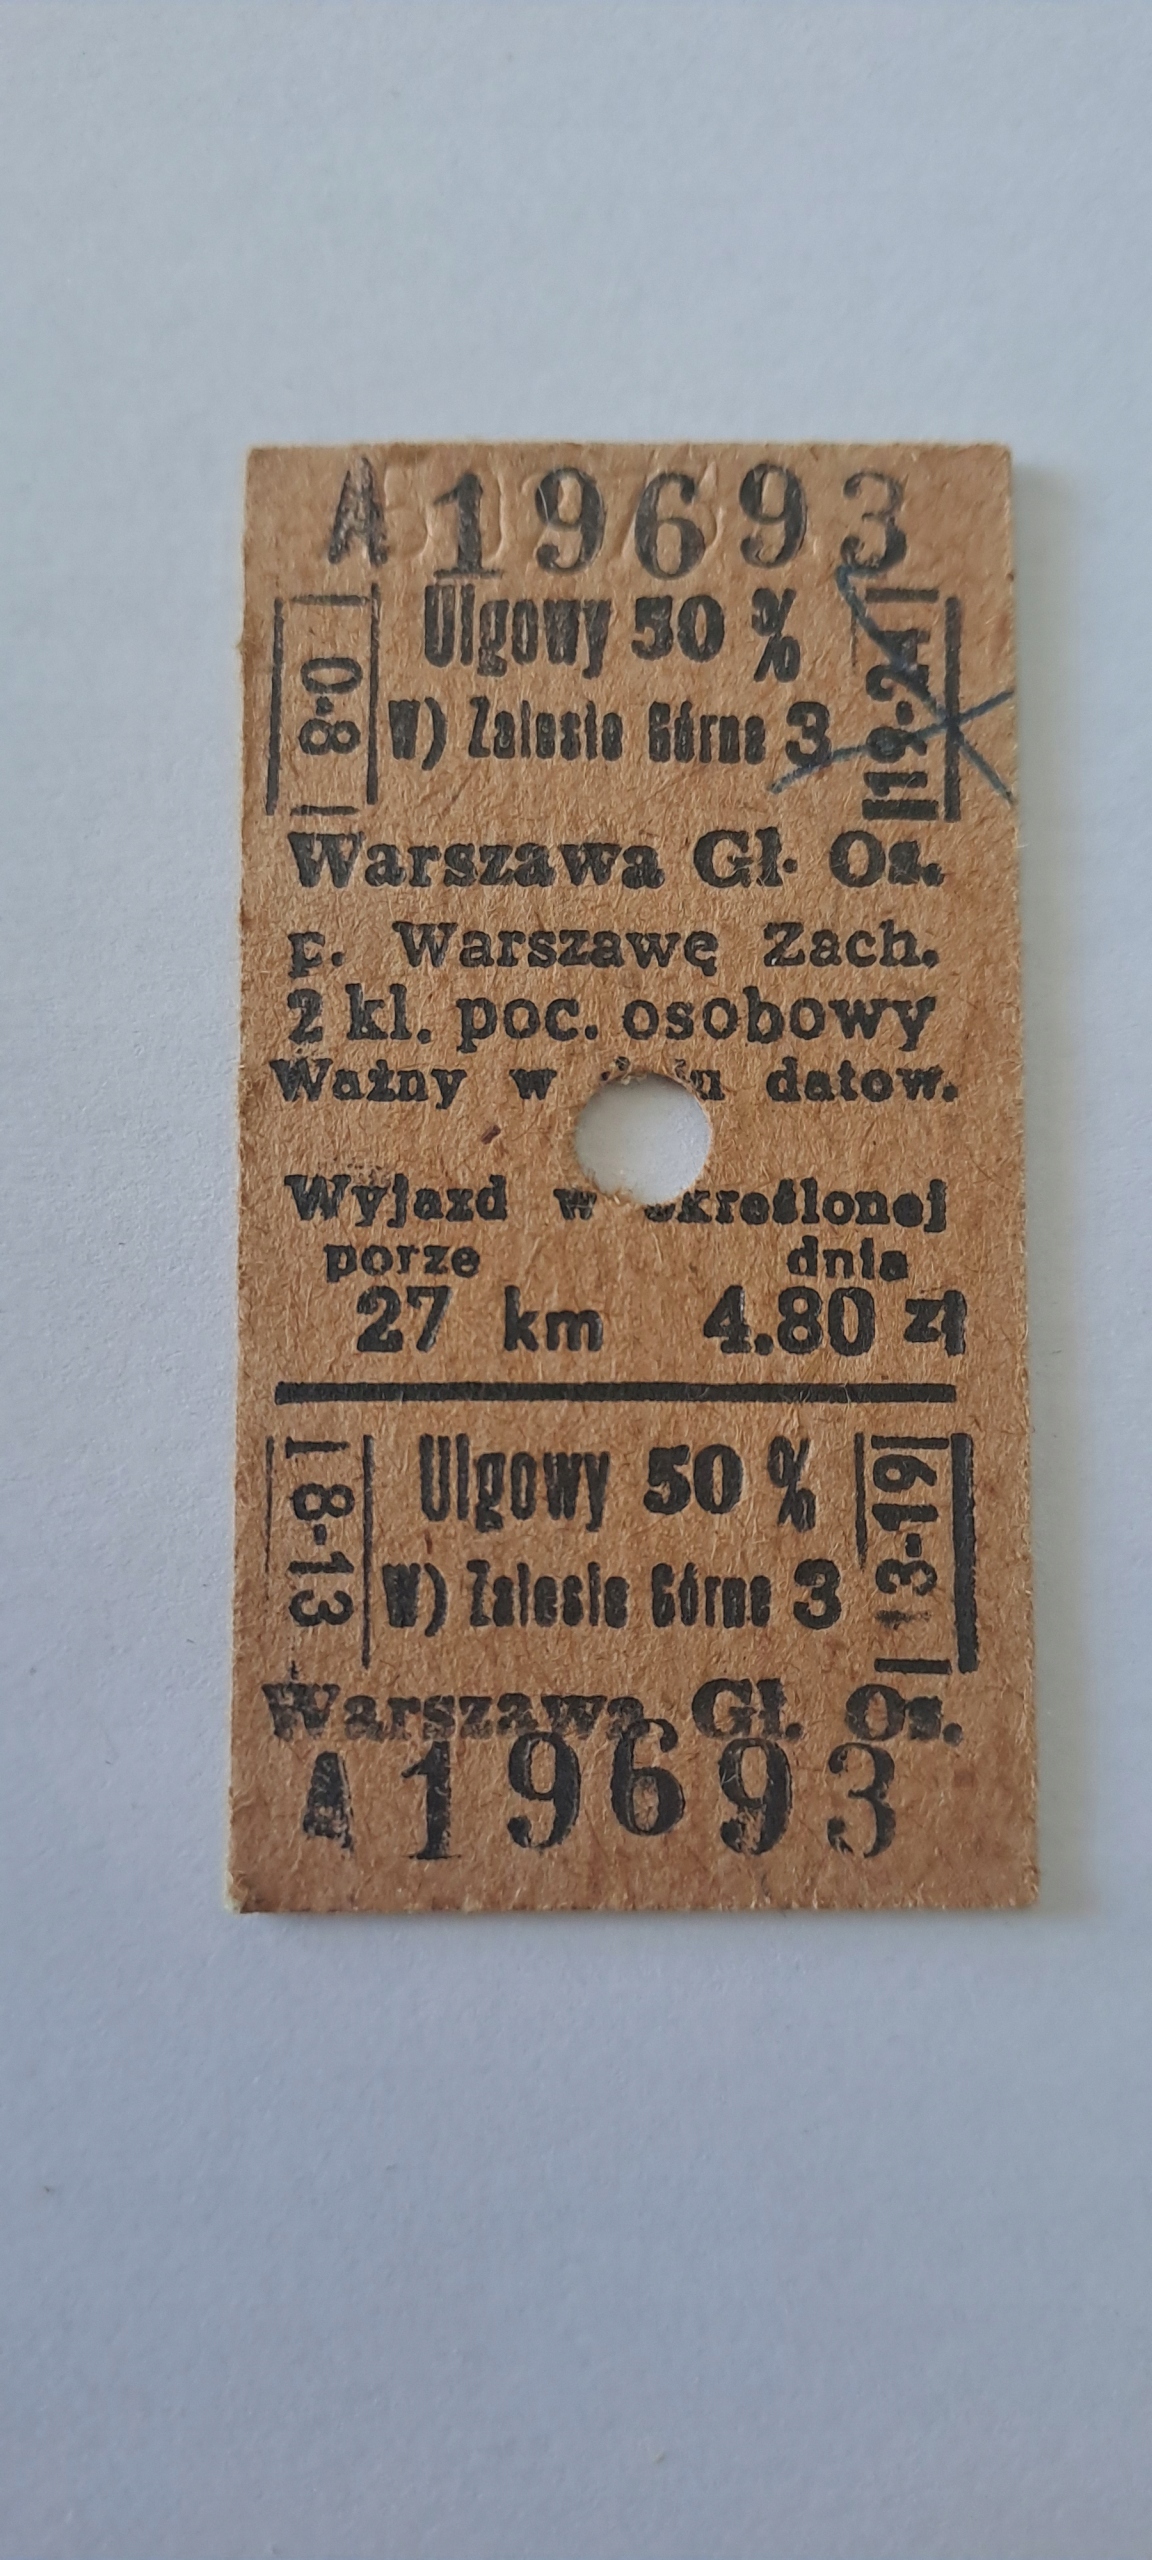 A 19693
Ulgowy 50 %
0-8
W) Zalesie Górne 3
19-24
Warszawa Gł. Os.
p. Warszawę Zach.
2 kl. poc. osobowy
Ważny w datow.
Wyjazd w określonej
porze dnia
27 km 4.80 zł
Ulgowy 50 %
8-13
W) Zalesie Górne 3
13-19
Warszawa Gł. Os.
A 19693